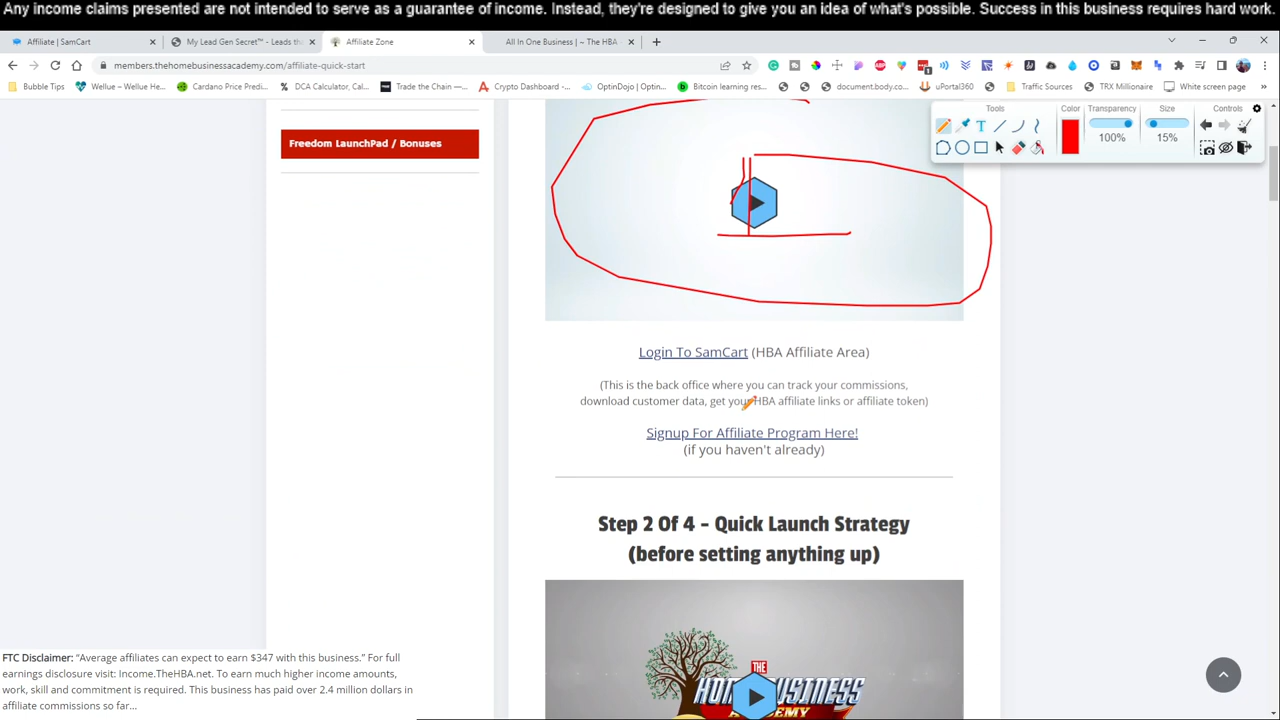 Any income claims presented are not intended to serve as a guarantee of income. Instead, they're designed to give you an idea of what's possible. Success in this business requires hard work.
Affiliate | SamCart
My Lead Gen Secret™ - Leads th
Affiliate Zone
All In One Business | ~ The HBA
members.thehomebusinessacademy.com/affiliate-quick-start
Bubble Tips
Wellue – Wellue He...
Cardano Price Predi...
DCA Calculator, Cal...
Trade the Chain —...
Crypto Dashboard -...
OptinDojo | Optin...
Bitcoin learning res...
document.body.co...
uPortal360
Traffic Sources
TRX Millionaire
White screen page
Tools
Color
Transparency
Size
Controls
100%
15%
Freedom LaunchPad / Bonuses
Login To SamCart (HBA Affiliate Area)
(This is the back office where you can track your commissions,
download customer data, get your HBA affiliate links or affiliate token)
Signup For Affiliate Program Here!
(if you haven't already)
Step 2 Of 4 - Quick Launch Strategy
(before setting anything up)
THE
HOME BUSINESS
ACADEMY
FTC Disclaimer: “Average affiliates can expect to earn $347 with this business.” For full
earnings disclosure visit: Income.TheHBA.net. To earn much higher income amounts,
work, skill and commitment is required. This business has paid over 2.4 million dollars in
affiliate commissions so far...